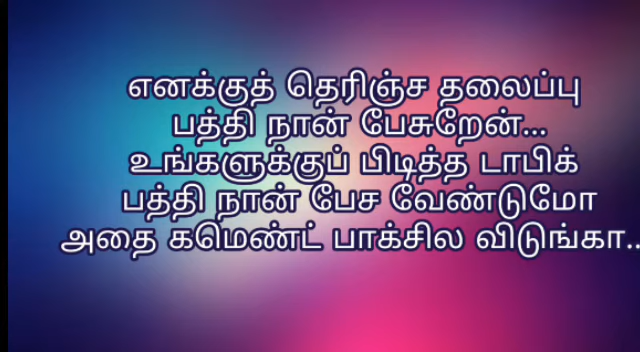 எனக்குத் தெரிஞ்ச தலைப்பு
பத்தி நான் பேசுறேன்...
உங்களுக்குப் பிடித்த டாபிக்
பத்தி நான் பேச வேண்டுமோ
அதை கமெண்ட் பாக்சில விடுங்கா..